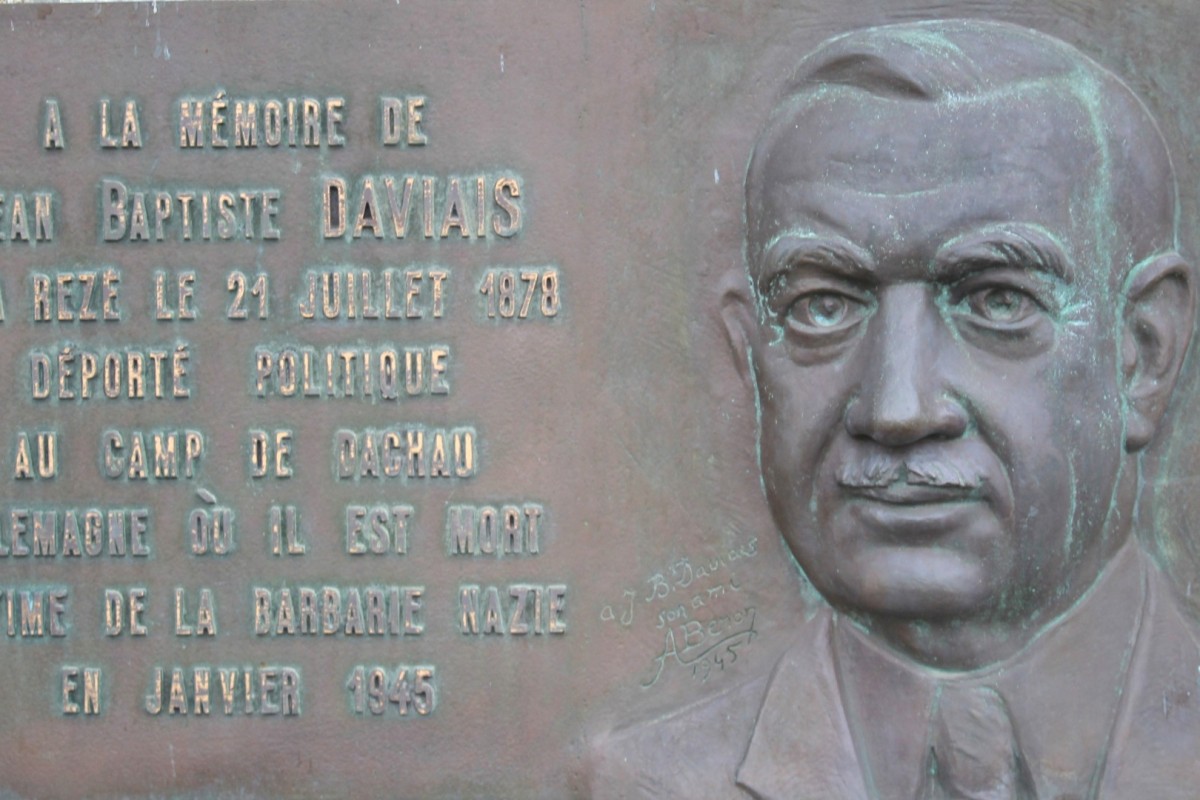 A LA MÉMOIRE DE
EAN BAPTISTE DAVIAIS
A REZÉ LE 21 JUILLET 1878
DÉPORTÉ POLITIQUE
AU CAMP DE DACHAU
LEMAGNE OÙ IL EST MORT
TIME DE LA BARBARIE NAZIE
EN JANVIER 1945
a J Bte Daviais
son ami
1945